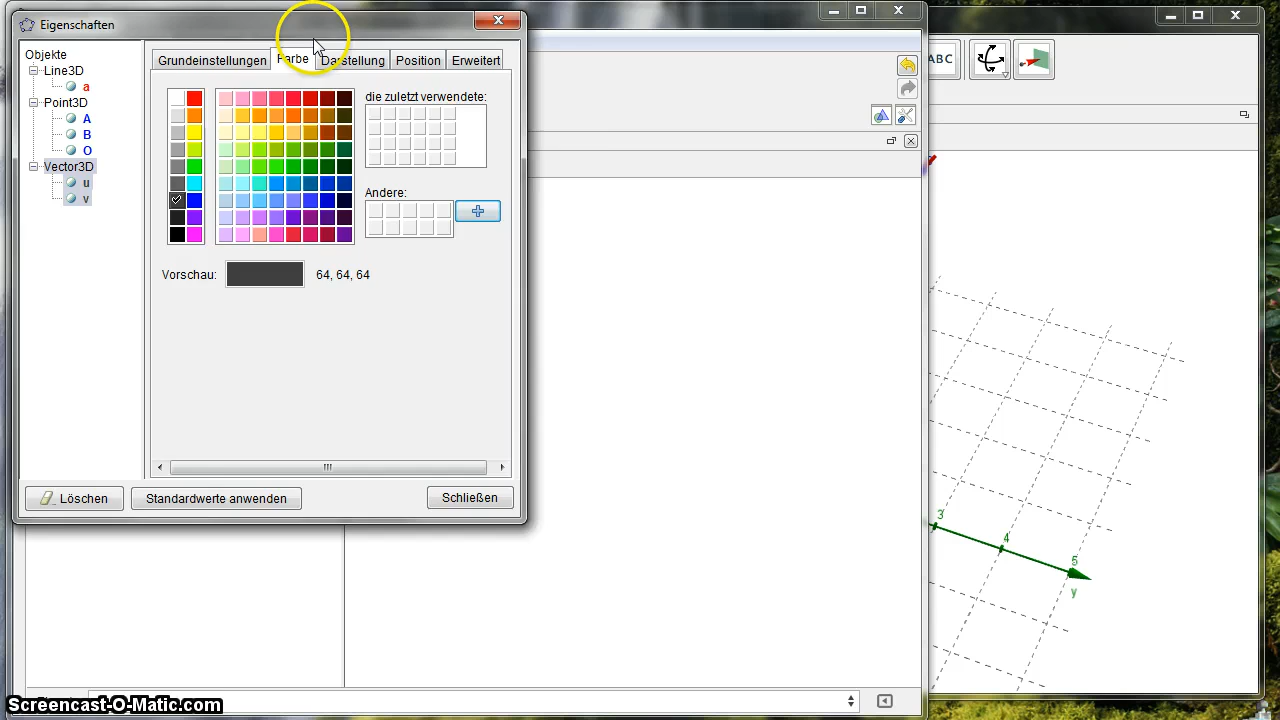 Eigenschaften
Objekte
Line3D
a
Point3D
A
B
O
Vector3D
u
v
Grundeinstellungen
Farbe
Darstellung
Position
Erweitert
die zuletzt verwendete:
Andere:
Vorschau:
64, 64, 64
Löschen
Standardwerte anwenden
Schließen
ABC
3
4
5
y
Screencast-O-Matic.com